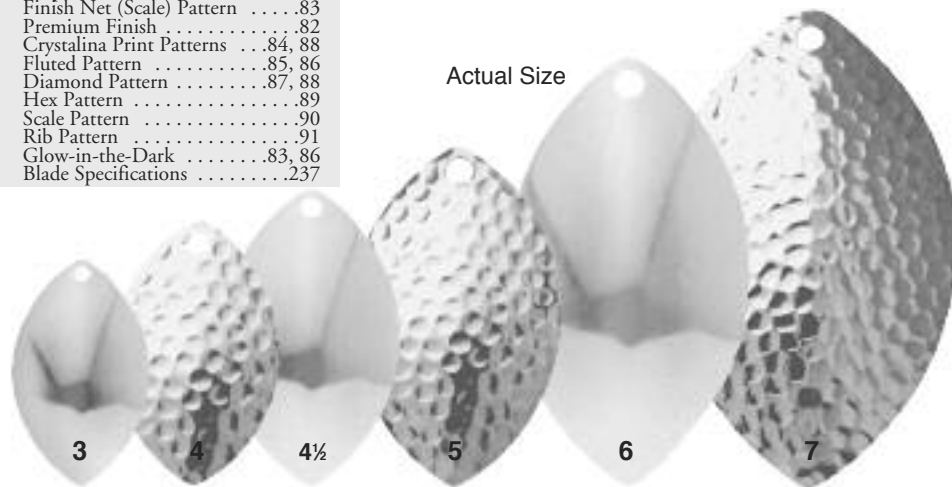 Finish Net (Scale) Pattern . . . . .83
Premium Finish . . . . . . . . . . . . .82
Crystalina Print Patterns . . .84, 88
Fluted Pattern . . . . . . . . . . .85, 86
Diamond Pattern . . . . . . . . .87, 88
Hex Pattern . . . . . . . . . . . . . . .89
Scale Pattern . . . . . . . . . . . . . .90
Rib Pattern . . . . . . . . . . . . . . .91
Glow-in-the-Dark . . . . . . . .83, 86
Blade Specifications . . . . . . . . .237
Actual Size
3 4 4½ 5 6 7